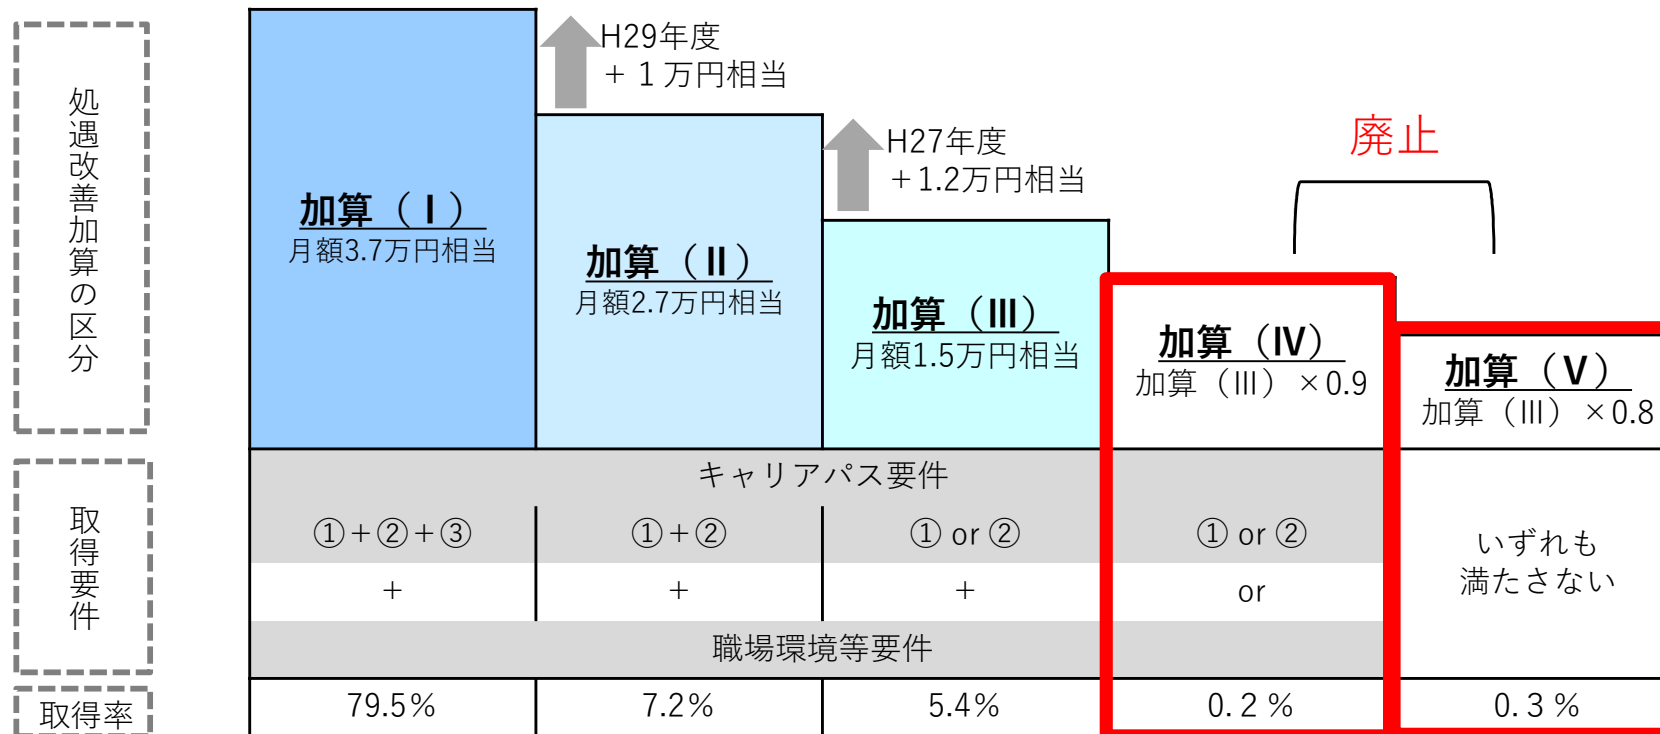 処遇改善加算の区分
H29年度
+ 1 万円相当
H27年度
+1.2万円相当
廃止
加算（Ⅰ）
月額3.7万円相当
加算（Ⅱ）
月額2.7万円相当
加算（Ⅲ）
月額1.5万円相当
加算（Ⅳ）
加算（Ⅲ）×0.9
加算（Ⅴ）
加算（Ⅲ）×0.8
取得要件
キャリアパス要件
①+②+③
①+②
① or ②
① or ②
いずれも
満たさない
+
+
+
or
職場環境等要件
取得率
79.5%
7.2%
5.4%
0.2 %
0.3 %